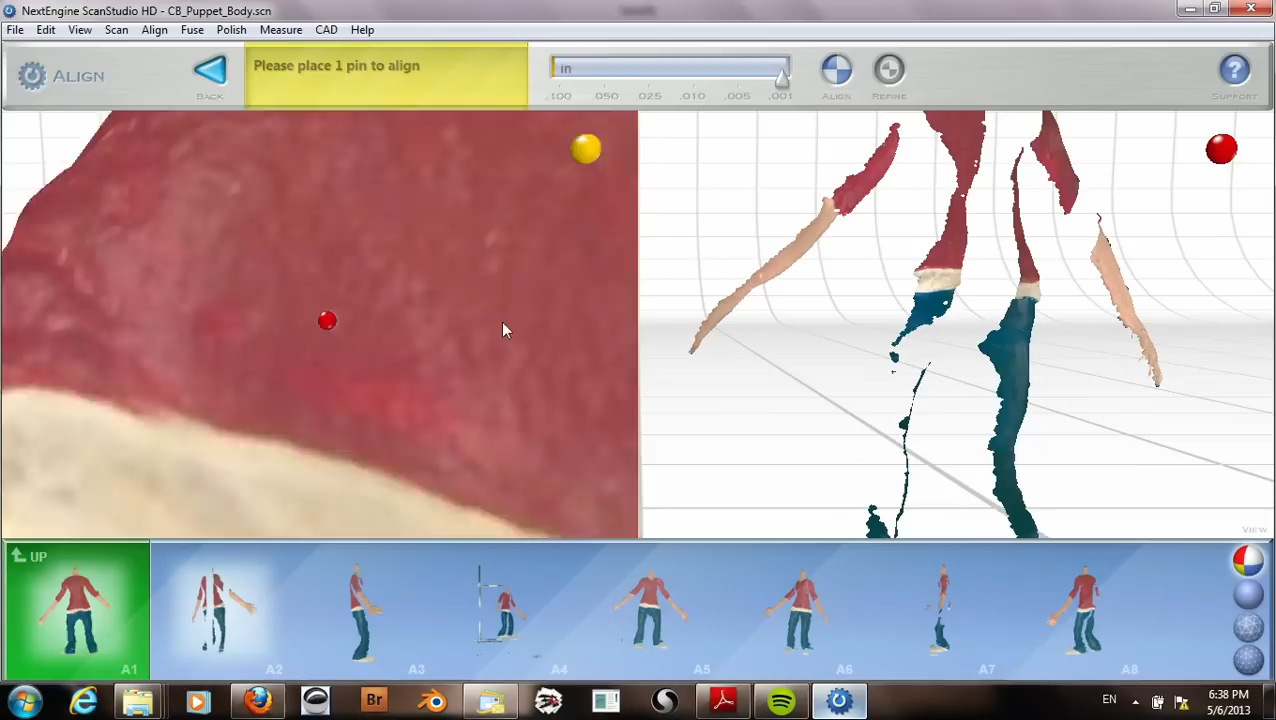 NextEngine ScanStudio HD - CB_Puppet_Body.scn
File Edit View Scan Align Fuse Polish Measure CAD Help
ALIGN
BACK
Please place 1 pin to align
in
.100 .050 .025 .010 .005 .001
ALIGN
REFINE
SUPPORT
VIEW
UP
A1 A2 A3 A4 A5 A6 A7 A8
Br
EN
6:38 PM
5/6/2013